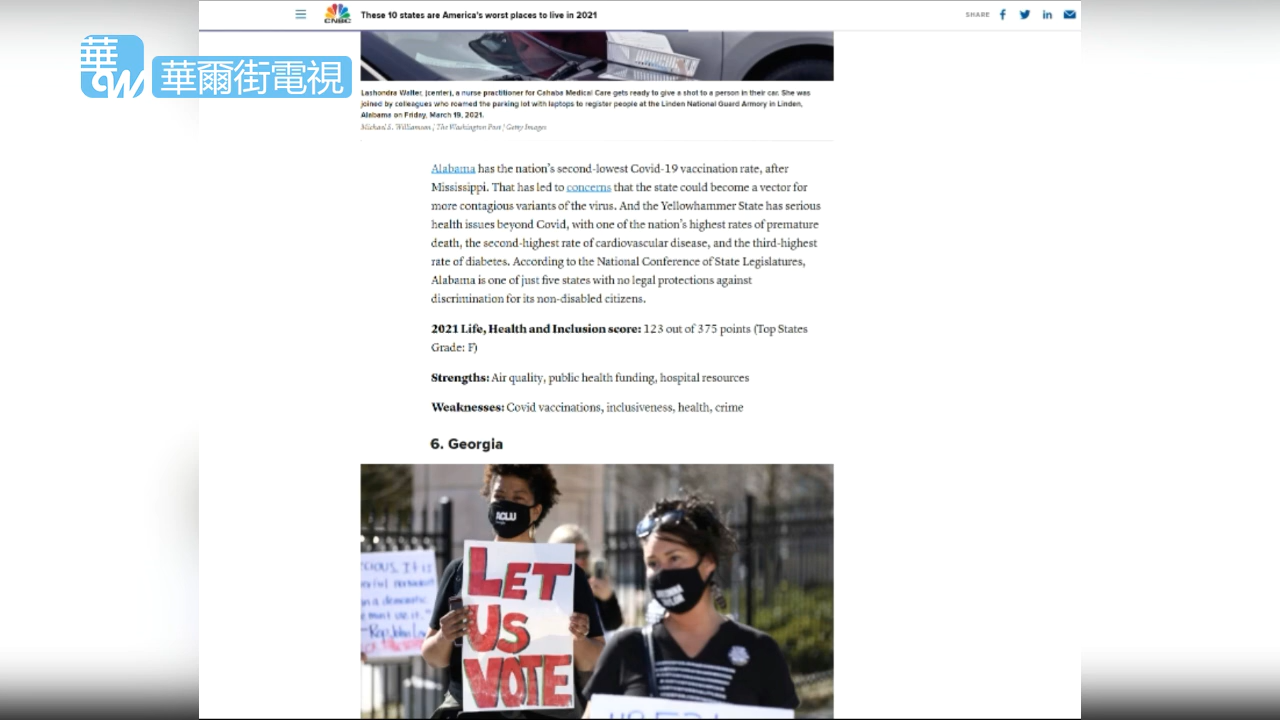 These 10 states are America's worst places to live in 2021
SHARE
CNBC
華
cw
華爾街電視
Lashondra Walter, (center), a nurse practitioner for Cahaba Medical Care gets ready to give a shot to a person in their car. She was
joined by colleagues who roamed the parking lot with laptops to register people at the Linden National Guard Armory in Linden,
Alabama on Friday, March 19, 2021.
Michael S. Williamson | The Washington Post | Getty Images
Alabama has the nation's second-lowest Covid-19 vaccination rate, after
Mississippi. That has led to concerns that the state could become a vector for
more contagious variants of the virus. And the Yellowhammer State has serious
health issues beyond Covid, with one of the nation's highest rates of premature
death, the second-highest rate of cardiovascular disease, and the third-highest
rate of diabetes. According to the National Conference of State Legislatures,
Alabama is one of just five states with no legal protections against
discrimination for its non-disabled citizens.
2021 Life, Health and Inclusion score: 123 out of 375 points (Top States
Grade: F)
Strengths: Air quality, public health funding, hospital resources
Weaknesses: Covid vaccinations, inclusiveness, health, crime
6. Georgia
ACLU
LET
US
VOTE
in a democratic
must use it."